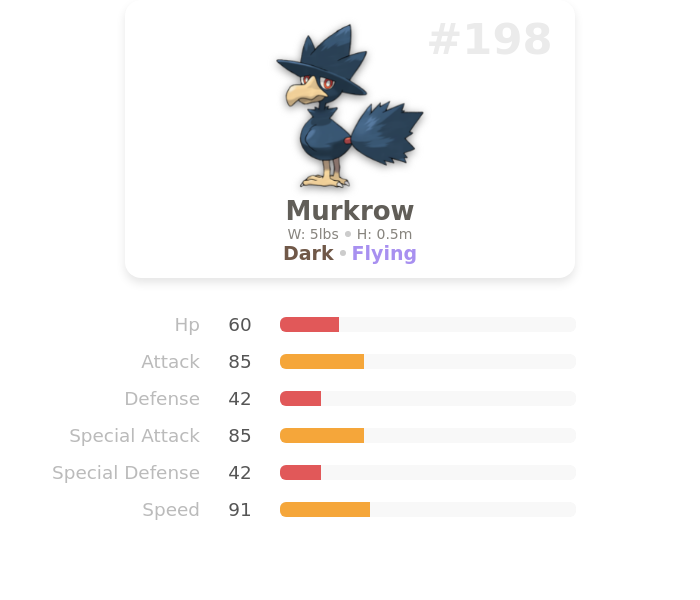 #198
Murkrow
W: 5lbs • H: 0.5m
Dark • Flying
Hp 60
Attack 85
Defense 42
Special Attack 85
Special Defense 42
Speed 91